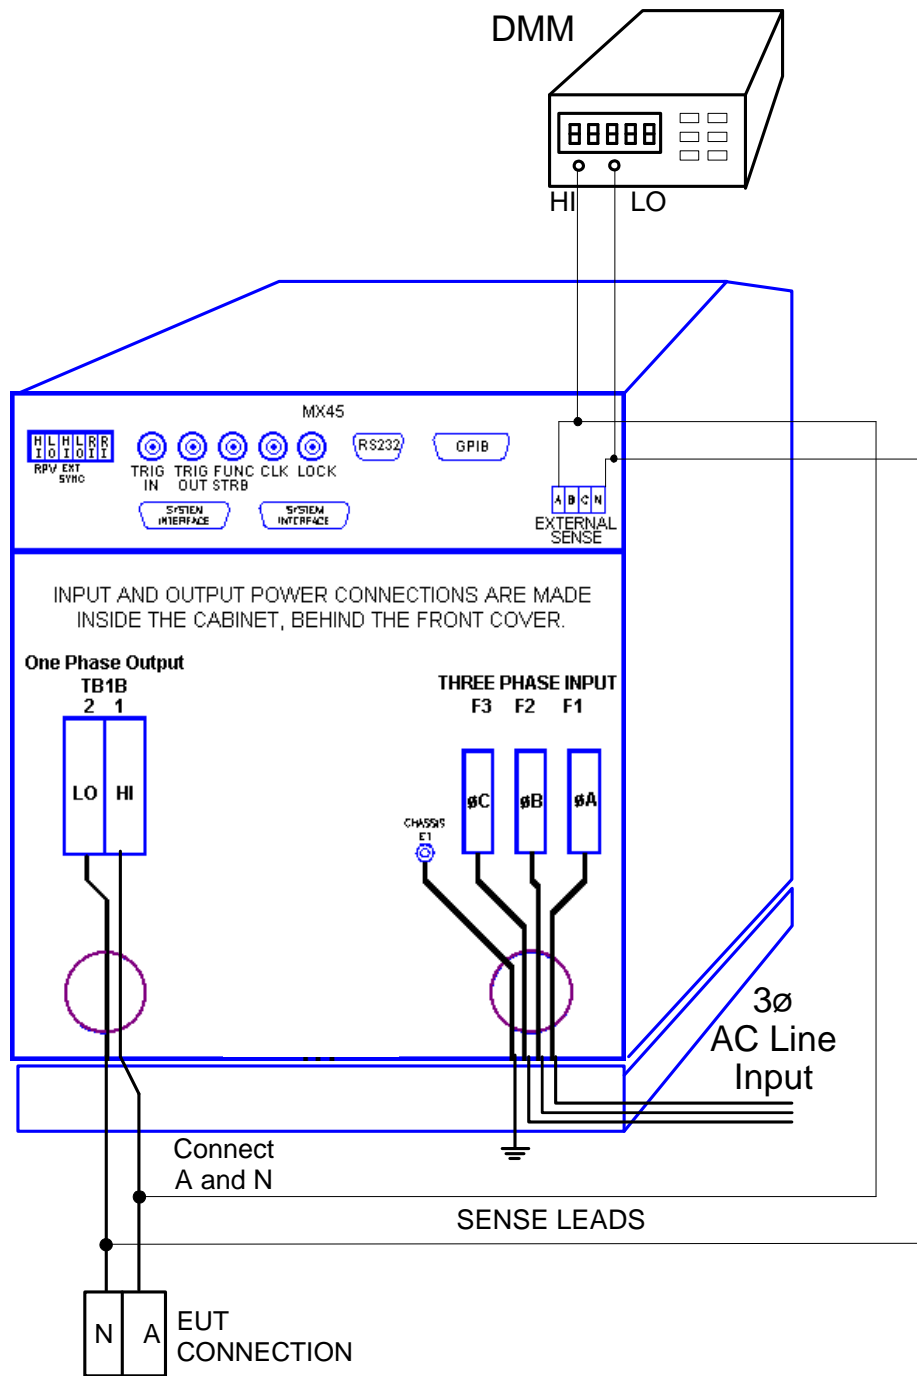 DMM
HI LO
MX45
H L H L R R
I O I O I I
RPV EXT
SYNC
TRIG
IN
TRIG
OUT
FUNC
STRB
CLK
LOCK
RS232
GPIB
SYSTEM
INTERFACE
SYSTEM
INTERFACE
A B C N
EXTERNAL
SENSE
INPUT AND OUTPUT POWER CONNECTIONS ARE MADE
INSIDE THE CABINET, BEHIND THE FRONT COVER.
One Phase Output
TB1B
2 1
LO HI
THREE PHASE INPUT
F3 F2 F1
øC øB øA
CHASSIS
E1
3ø
AC Line
Input
Connect
A and N
SENSE LEADS
N A
EUT
CONNECTION